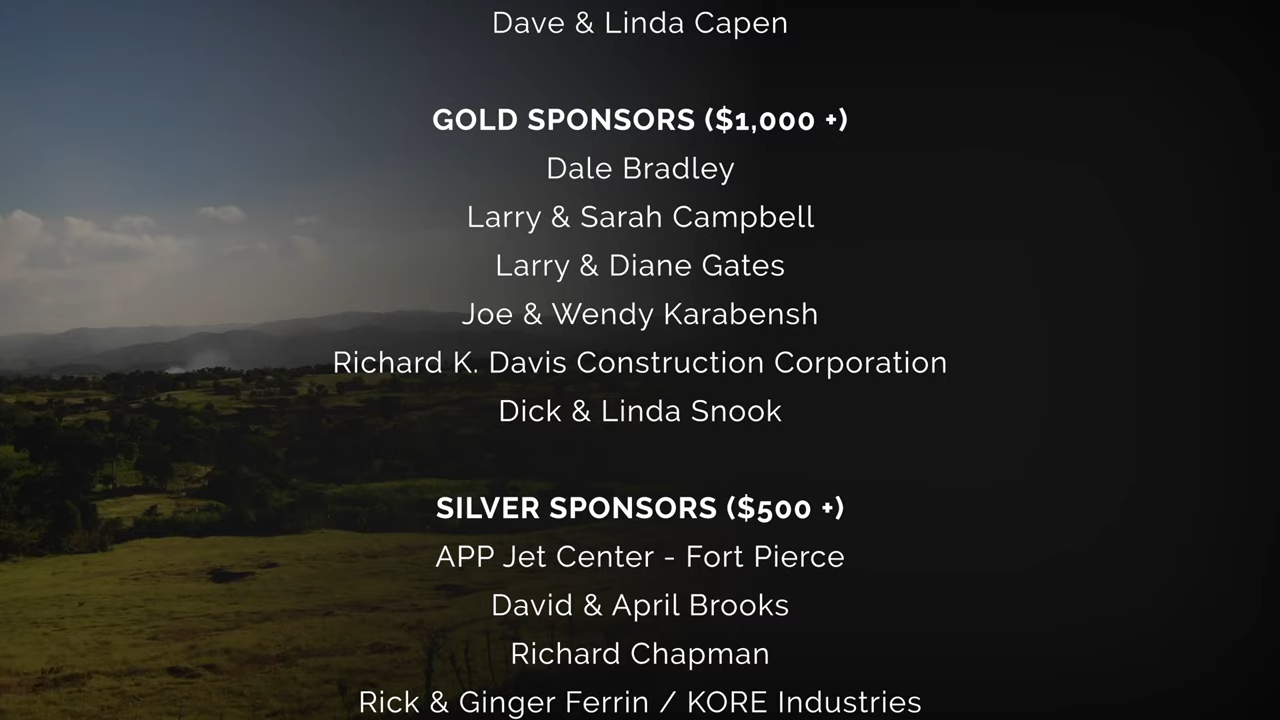 Dave & Linda Capen
GOLD SPONSORS ($1,000 +)
Dale Bradley
Larry & Sarah Campbell
Larry & Diane Gates
Joe & Wendy Karabensh
Richard K. Davis Construction Corporation
Dick & Linda Snook
SILVER SPONSORS ($500 +)
APP Jet Center - Fort Pierce
David & April Brooks
Richard Chapman
Rick & Ginger Ferrin / KORE Industries